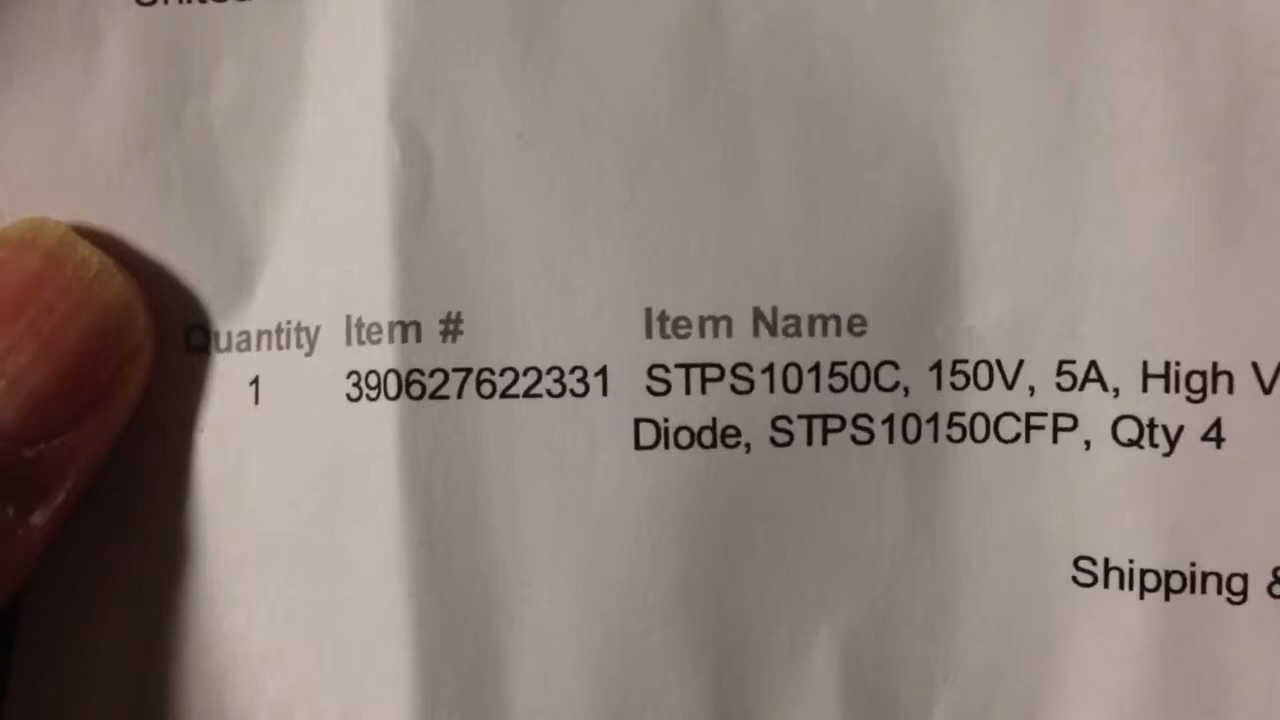 Quantity Item # Item Name
1 390627622331 STPS10150C, 150V, 5A, High V
Diode, STPS10150CFP, Qty 4
Shipping &